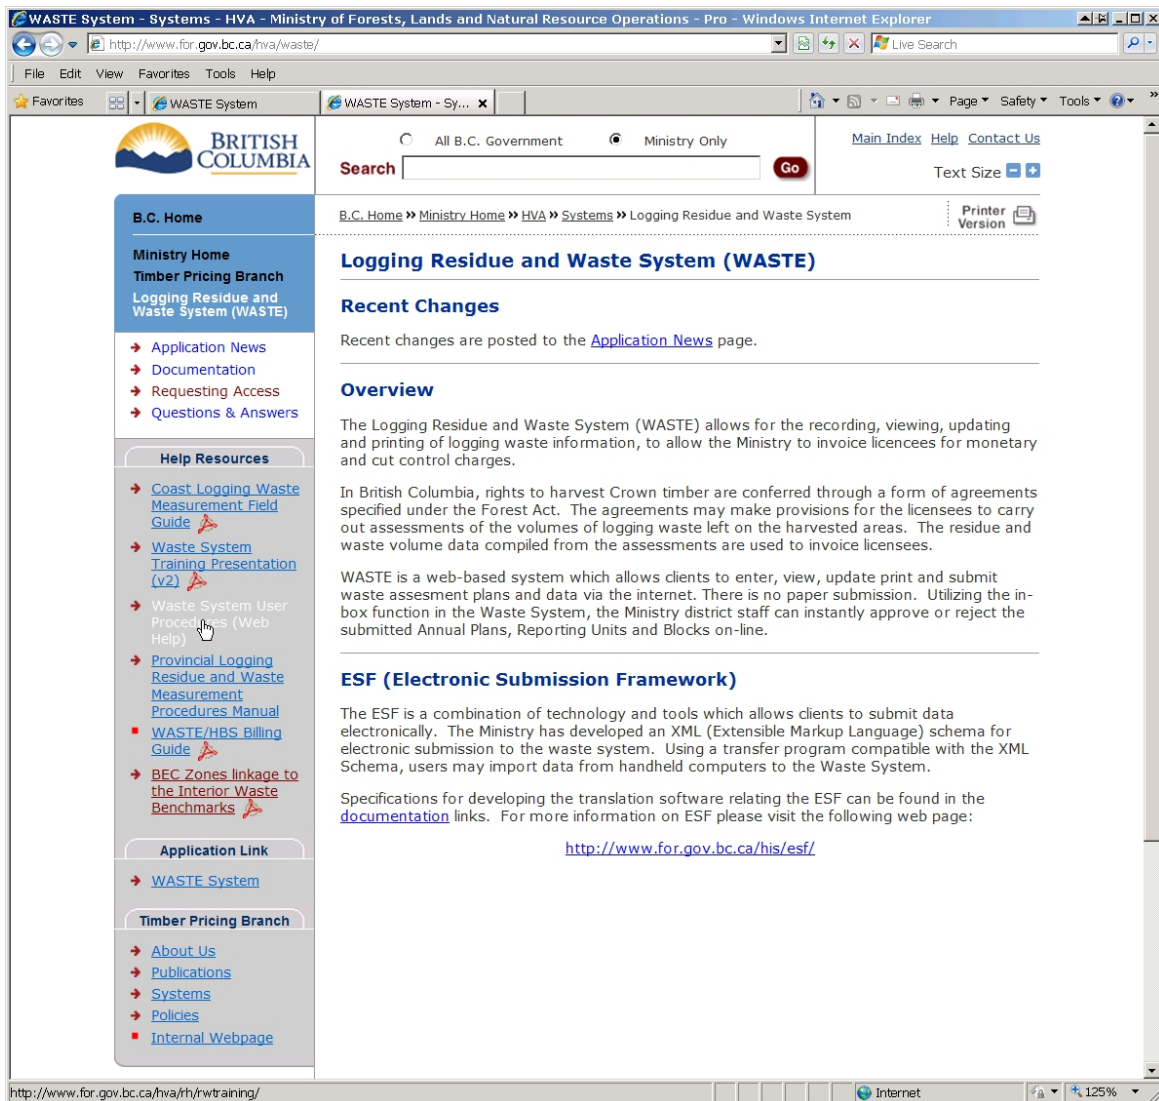 WASTE System - Systems - HVA - Ministry of Forests, Lands and Natural Resource Operations - Pro - Windows Internet Explorer
http://www.for.gov.bc.ca/hva/waste/
Live Search
File Edit View Favorites Tools Help
Favorites
WASTE System
WASTE System - Sy...
Page Safety Tools
BRITISH
COLUMBIA
All B.C. Government Ministry Only
Search Go
Main Index Help Contact Us
Text Size
B.C. Home » Ministry Home » HVA » Systems » Logging Residue and Waste System
Printer
Version
B.C. Home
Ministry Home
Timber Pricing Branch
Logging Residue and
Waste System (WASTE)
Application News
Documentation
Requesting Access
Questions & Answers
Help Resources
Coast Logging Waste
Measurement Field
Guide
Waste System
Training Presentation
(v2)
Waste System User
Procedures (Web
Help)
Provincial Logging
Residue and Waste
Measurement
Procedures Manual
WASTE/HBS Billing
Guide
BEC Zones linkage to
the Interior Waste
Benchmarks
Application Link
WASTE System
Timber Pricing Branch
About Us
Publications
Systems
Policies
Internal Webpage
Logging Residue and Waste System (WASTE)
Recent Changes
Recent changes are posted to the Application News page.
Overview
The Logging Residue and Waste System (WASTE) allows for the recording, viewing, updating
and printing of logging waste information, to allow the Ministry to invoice licencees for monetary
and cut control charges.
In British Columbia, rights to harvest Crown timber are conferred through a form of agreements
specified under the Forest Act. The agreements may make provisions for the licensees to carry
out assessments of the volumes of logging waste left on the harvested areas. The residue and
waste volume data compiled from the assessments are used to invoice licensees.
WASTE is a web-based system which allows clients to enter, view, update print and submit
waste assesment plans and data via the internet. There is no paper submission. Utilizing the in-
box function in the Waste System, the Ministry district staff can instantly approve or reject the
submitted Annual Plans, Reporting Units and Blocks on-line.
ESF (Electronic Submission Framework)
The ESF is a combination of technology and tools which allows clients to submit data
electronically. The Ministry has developed an XML (Extensible Markup Language) schema for
electronic submission to the waste system. Using a transfer program compatible with the XML
Schema, users may import data from handheld computers to the Waste System.
Specifications for developing the translation software relating the ESF can be found in the
documentation links. For more information on ESF please visit the following web page:
http://www.for.gov.bc.ca/his/esf/
http://www.for.gov.bc.ca/hva/rh/rwtraining/
Internet
125%